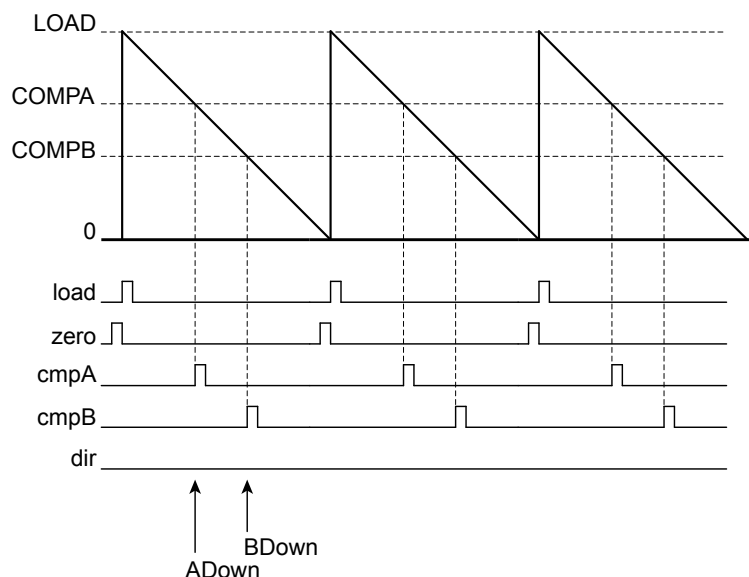 LOAD
COMPA
COMPB
0
load
zero
cmpA
cmpB
dir
BDown
ADown